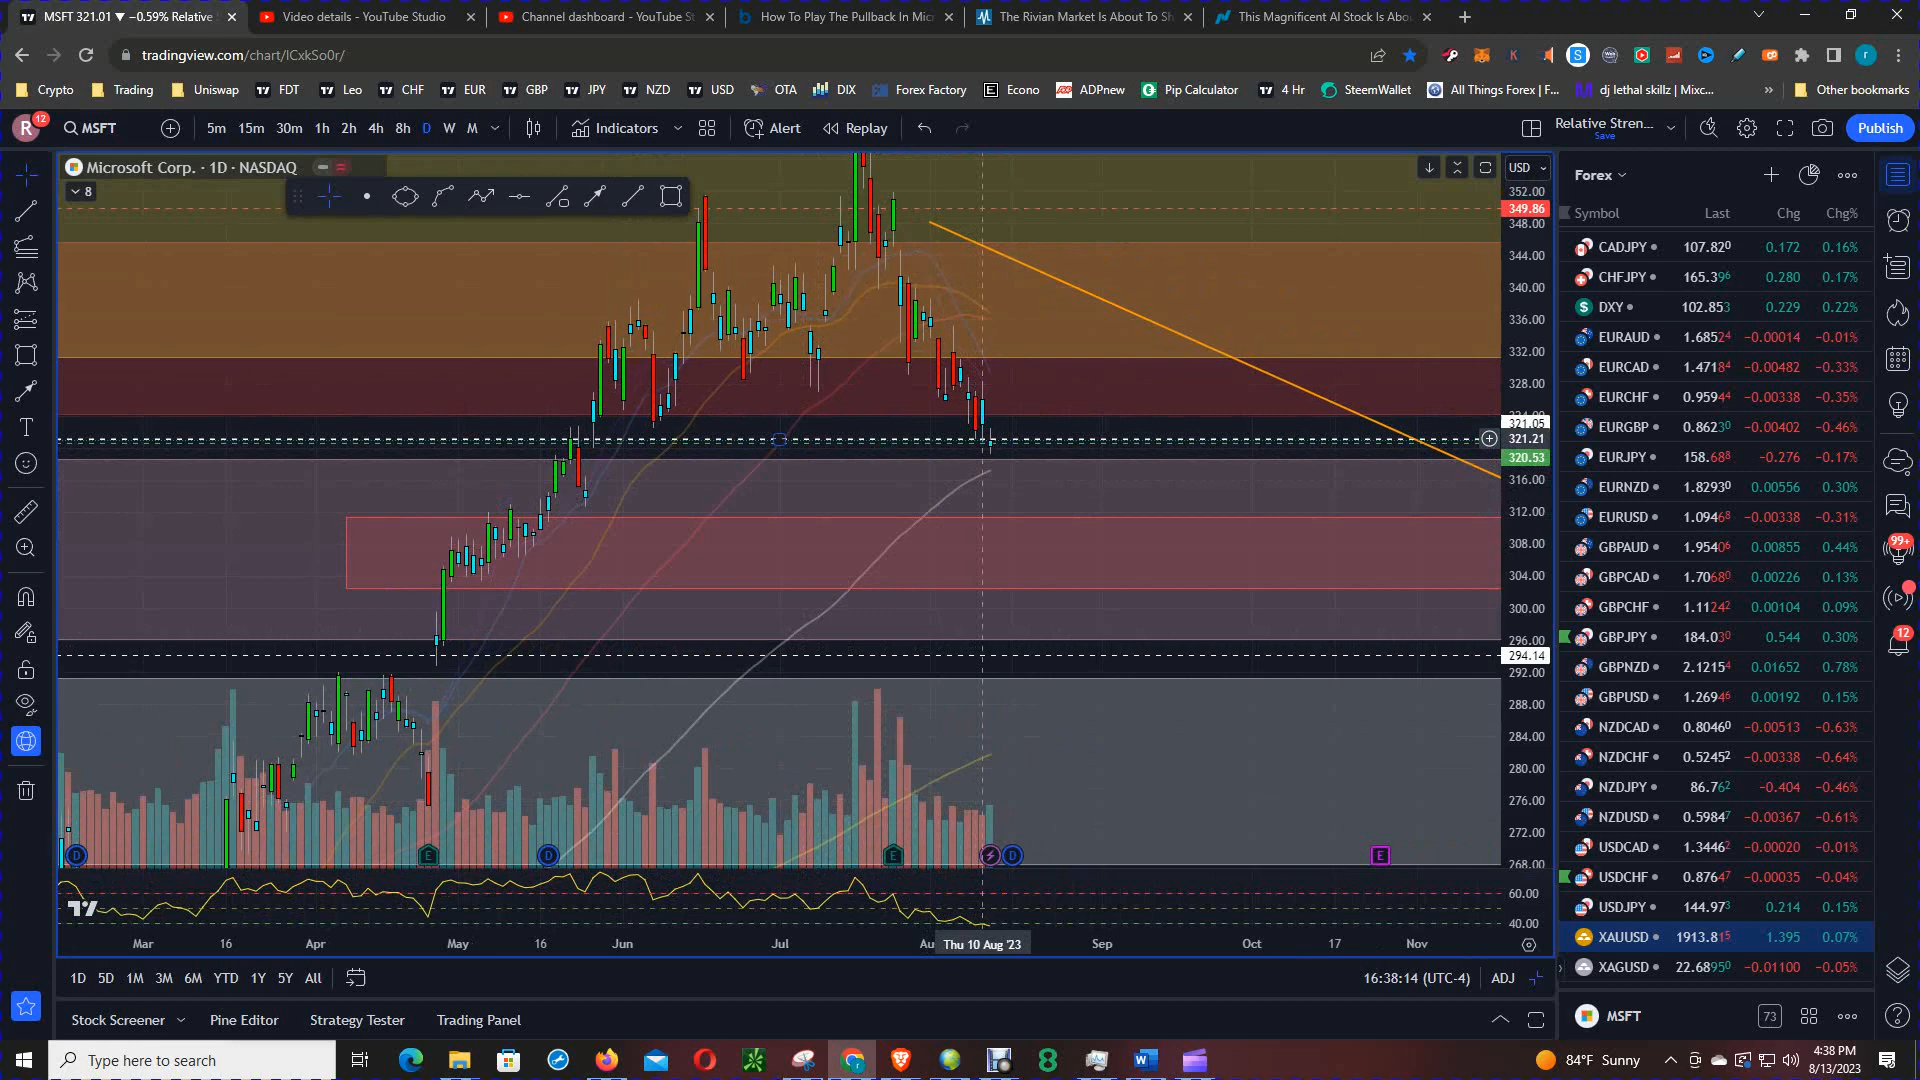 MSFT 321.01 ▼ −0.59% Relative
Video details - YouTube Studio
Channel dashboard - YouTube S
How To Play The Pullback In Mic
The Rivian Market Is About To Sh
This Magnificent AI Stock Is Abo
tradingview.com/chart/lCxkSo0r/
Crypto Trading Uniswap FDT Leo CHF EUR GBP JPY NZD USD OTA DIX Forex Factory Econo ADPnew Pip Calculator 4 Hr SteemWallet All Things Forex | F... dj lethal skillz | Mixc... » Other bookmarks
R 12 MSFT 5m 15m 30m 1h 2h 4h 8h D W M Indicators Alert Replay Relative Stren... Save Publish
Microsoft Corp. · 1D · NASDAQ
8
USD
352.00
349.86
348.00
344.00
340.00
336.00
332.00
328.00
321.05
321.21
320.53
316.00
312.00
308.00
304.00
300.00
296.00
294.14
292.00
288.00
284.00
280.00
276.00
272.00
268.00
60.00
40.00
D E D E D E
Mar 16 Apr May 16 Jun Jul Au Thu 10 Aug '23 Sep Oct 17 Nov
1D 5D 1M 3M 6M YTD 1Y 5Y All 16:38:14 (UTC-4) ADJ
Stock Screener Pine Editor Strategy Tester Trading Panel
Forex
Symbol Last Chg Chg%
CADJPY 107.820 0.172 0.16%
CHFJPY 165.396 0.280 0.17%
DXY 102.853 0.229 0.22%
EURAUD 1.68524 −0.00014 −0.01%
EURCAD 1.47184 −0.00482 −0.33%
EURCHF 0.95944 −0.00338 −0.35%
EURGBP 0.86230 −0.00402 −0.46%
EURJPY 158.688 −0.276 −0.17%
EURNZD 1.82930 0.00556 0.30%
EURUSD 1.09468 −0.00338 −0.31%
GBPAUD 1.95406 0.00855 0.44%
GBPCAD 1.70680 0.00226 0.13%
GBPCHF 1.11242 0.00104 0.09%
GBPJPY 184.030 0.544 0.30%
GBPNZD 2.12154 0.01652 0.78%
GBPUSD 1.26946 0.00192 0.15%
NZDCAD 0.80460 −0.00513 −0.63%
NZDCHF 0.52452 −0.00338 −0.64%
NZDJPY 86.762 −0.404 −0.46%
NZDUSD 0.59847 −0.00367 −0.61%
USDCAD 1.34462 −0.00020 −0.01%
USDCHF 0.87647 −0.00035 −0.04%
USDJPY 144.973 0.214 0.15%
XAUUSD 1913.815 1.395 0.07%
XAGUSD 22.68950 −0.01100 −0.05%
MSFT 73
99+
12
Type here to search
84°F Sunny
4:38 PM
8/13/2023